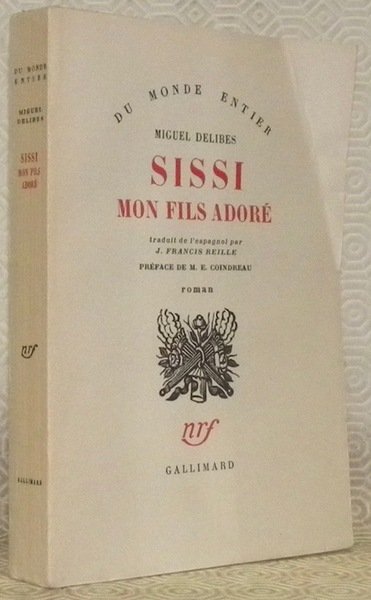 DU MONDE
ENTIER
MIGUEL
DELIBES
SISSI
MON FILS
ADORÉ
nrf
GALLIMARD
DU MONDE ENTIER
MIGUEL DELIBES
SISSI
MON FILS ADORÉ
traduit de l'espagnol par
J. FRANCIS REILLE
PRÉFACE DE M. E. COINDREAU
roman
nrf
GALLIMARD